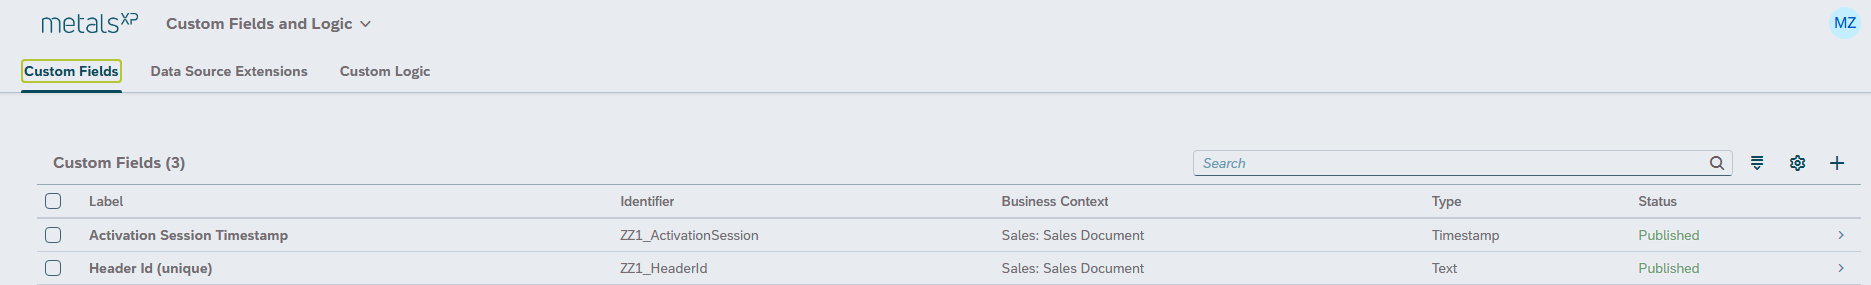 metals XP Custom Fields and Logic MZ
Custom Fields Data Source Extensions Custom Logic
Custom Fields (3) Search
Label Identifier Business Context Type Status
Activation Session Timestamp ZZ1_ActivationSession Sales: Sales Document Timestamp Published
Header Id (unique) ZZ1_HeaderId Sales: Sales Document Text Published